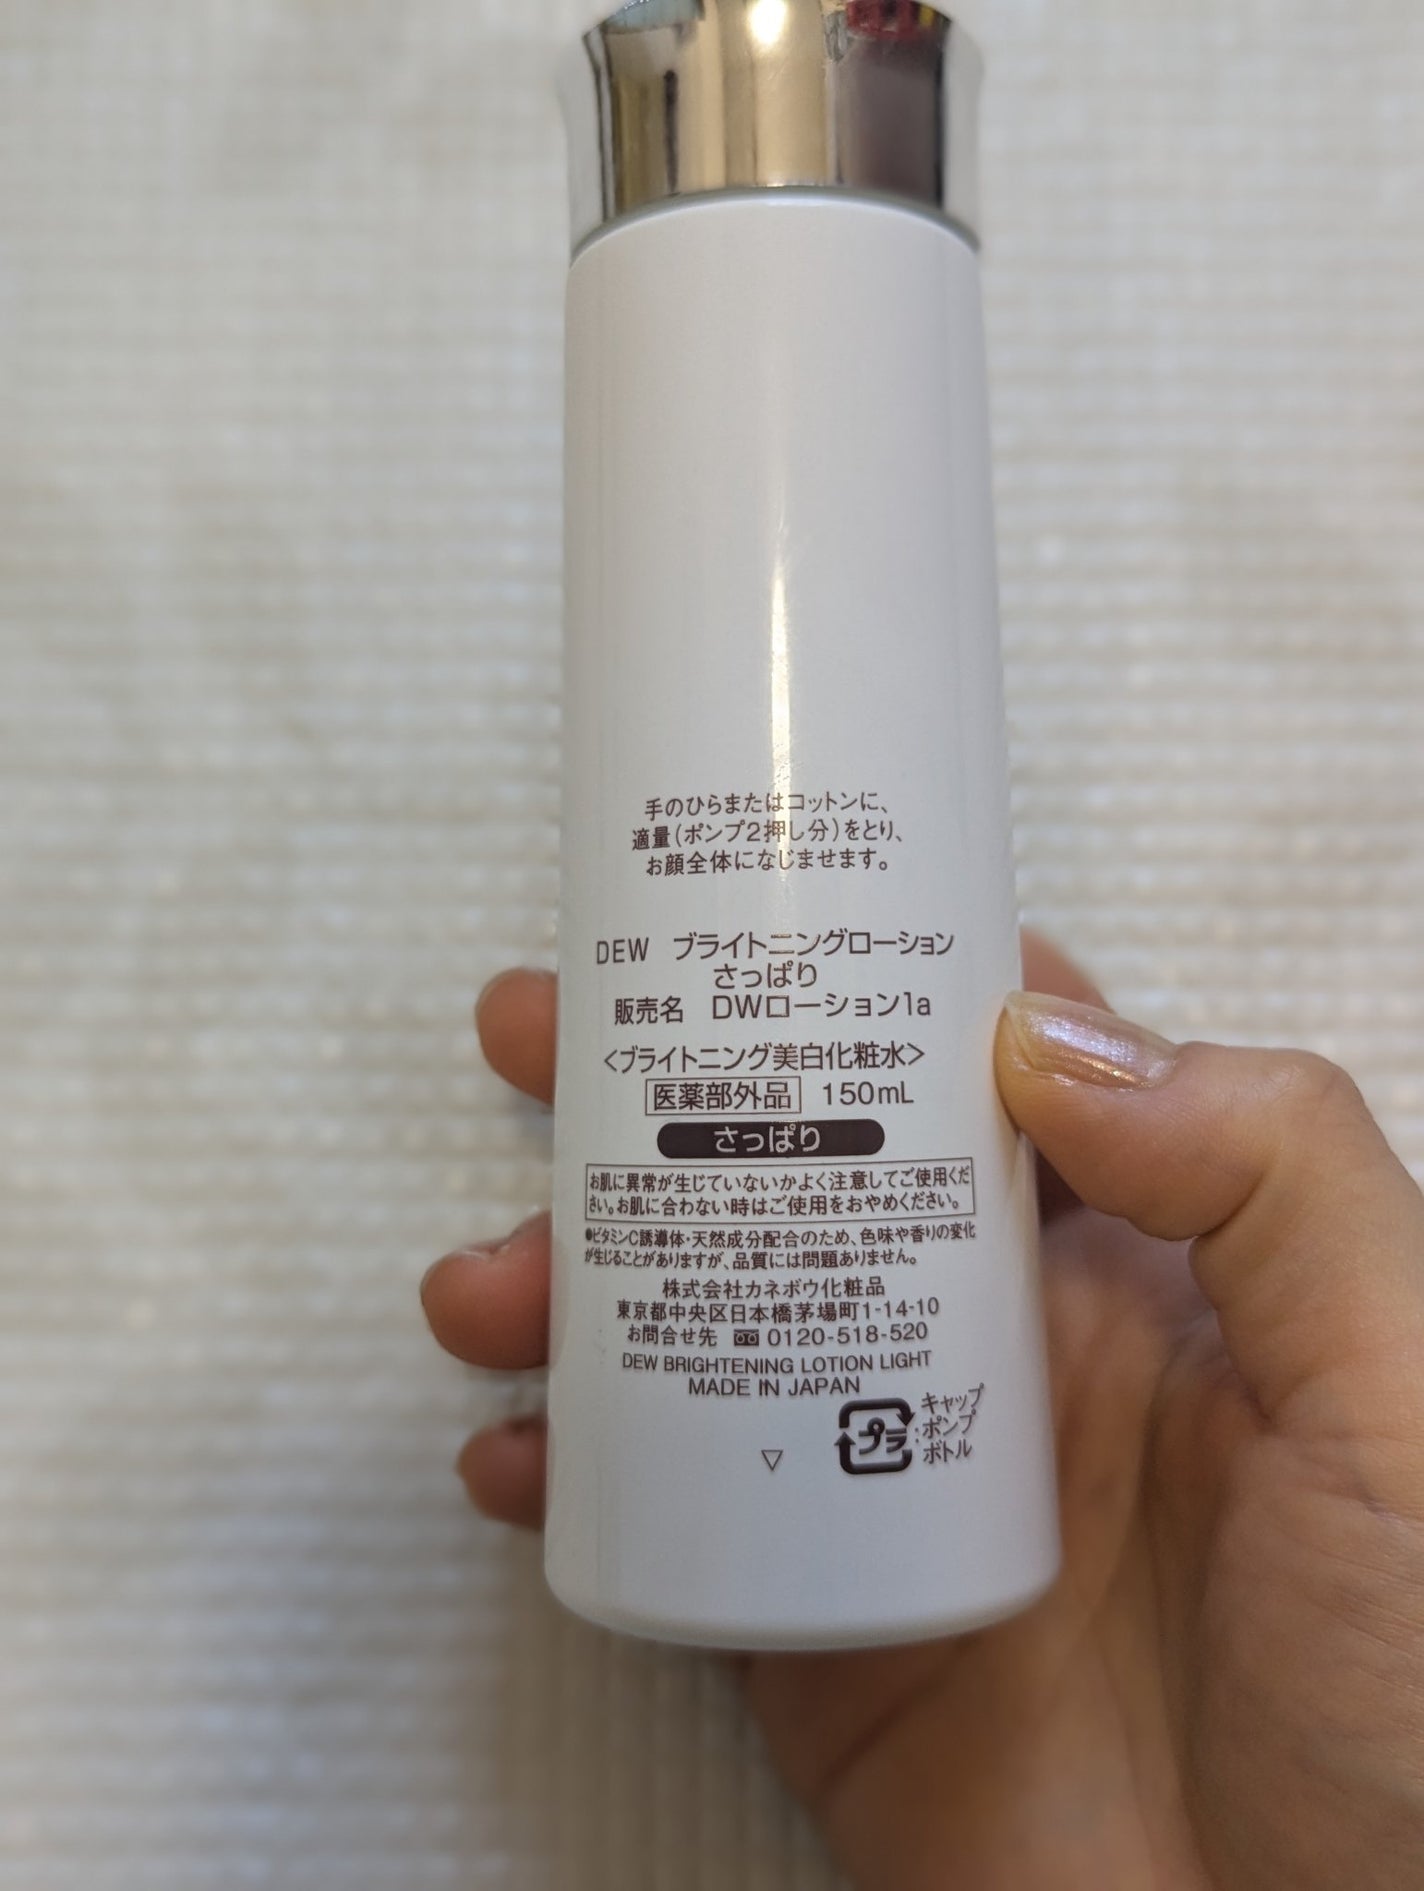 手のひらまたはコットンに、
適量(ポンプ2押し分)をとり、
お顔全体になじませます。
DEW ブライトニングローション
さっぱり
販売名 DWローション1a
<ブライトニング美白化粧水>
医薬部外品 150mL
さっぱり
お肌に異常が生じていないかよく注意してご使用くだ
さい。お肌に合わない時はご使用をおやめください。
●ビタミンC誘導体・天然成分配合のため、色味や香りの変化
が生じることがありますが、品質には問題ありません。
株式会社カネボウ化粧品
東京都中央区日本橋茅場町1-14-10
お問合せ先 0120-518-520
DEW BRIGHTENING LOTION LIGHT
MADE IN JAPAN
プラ:
キャップ
ポンプ
ボトル